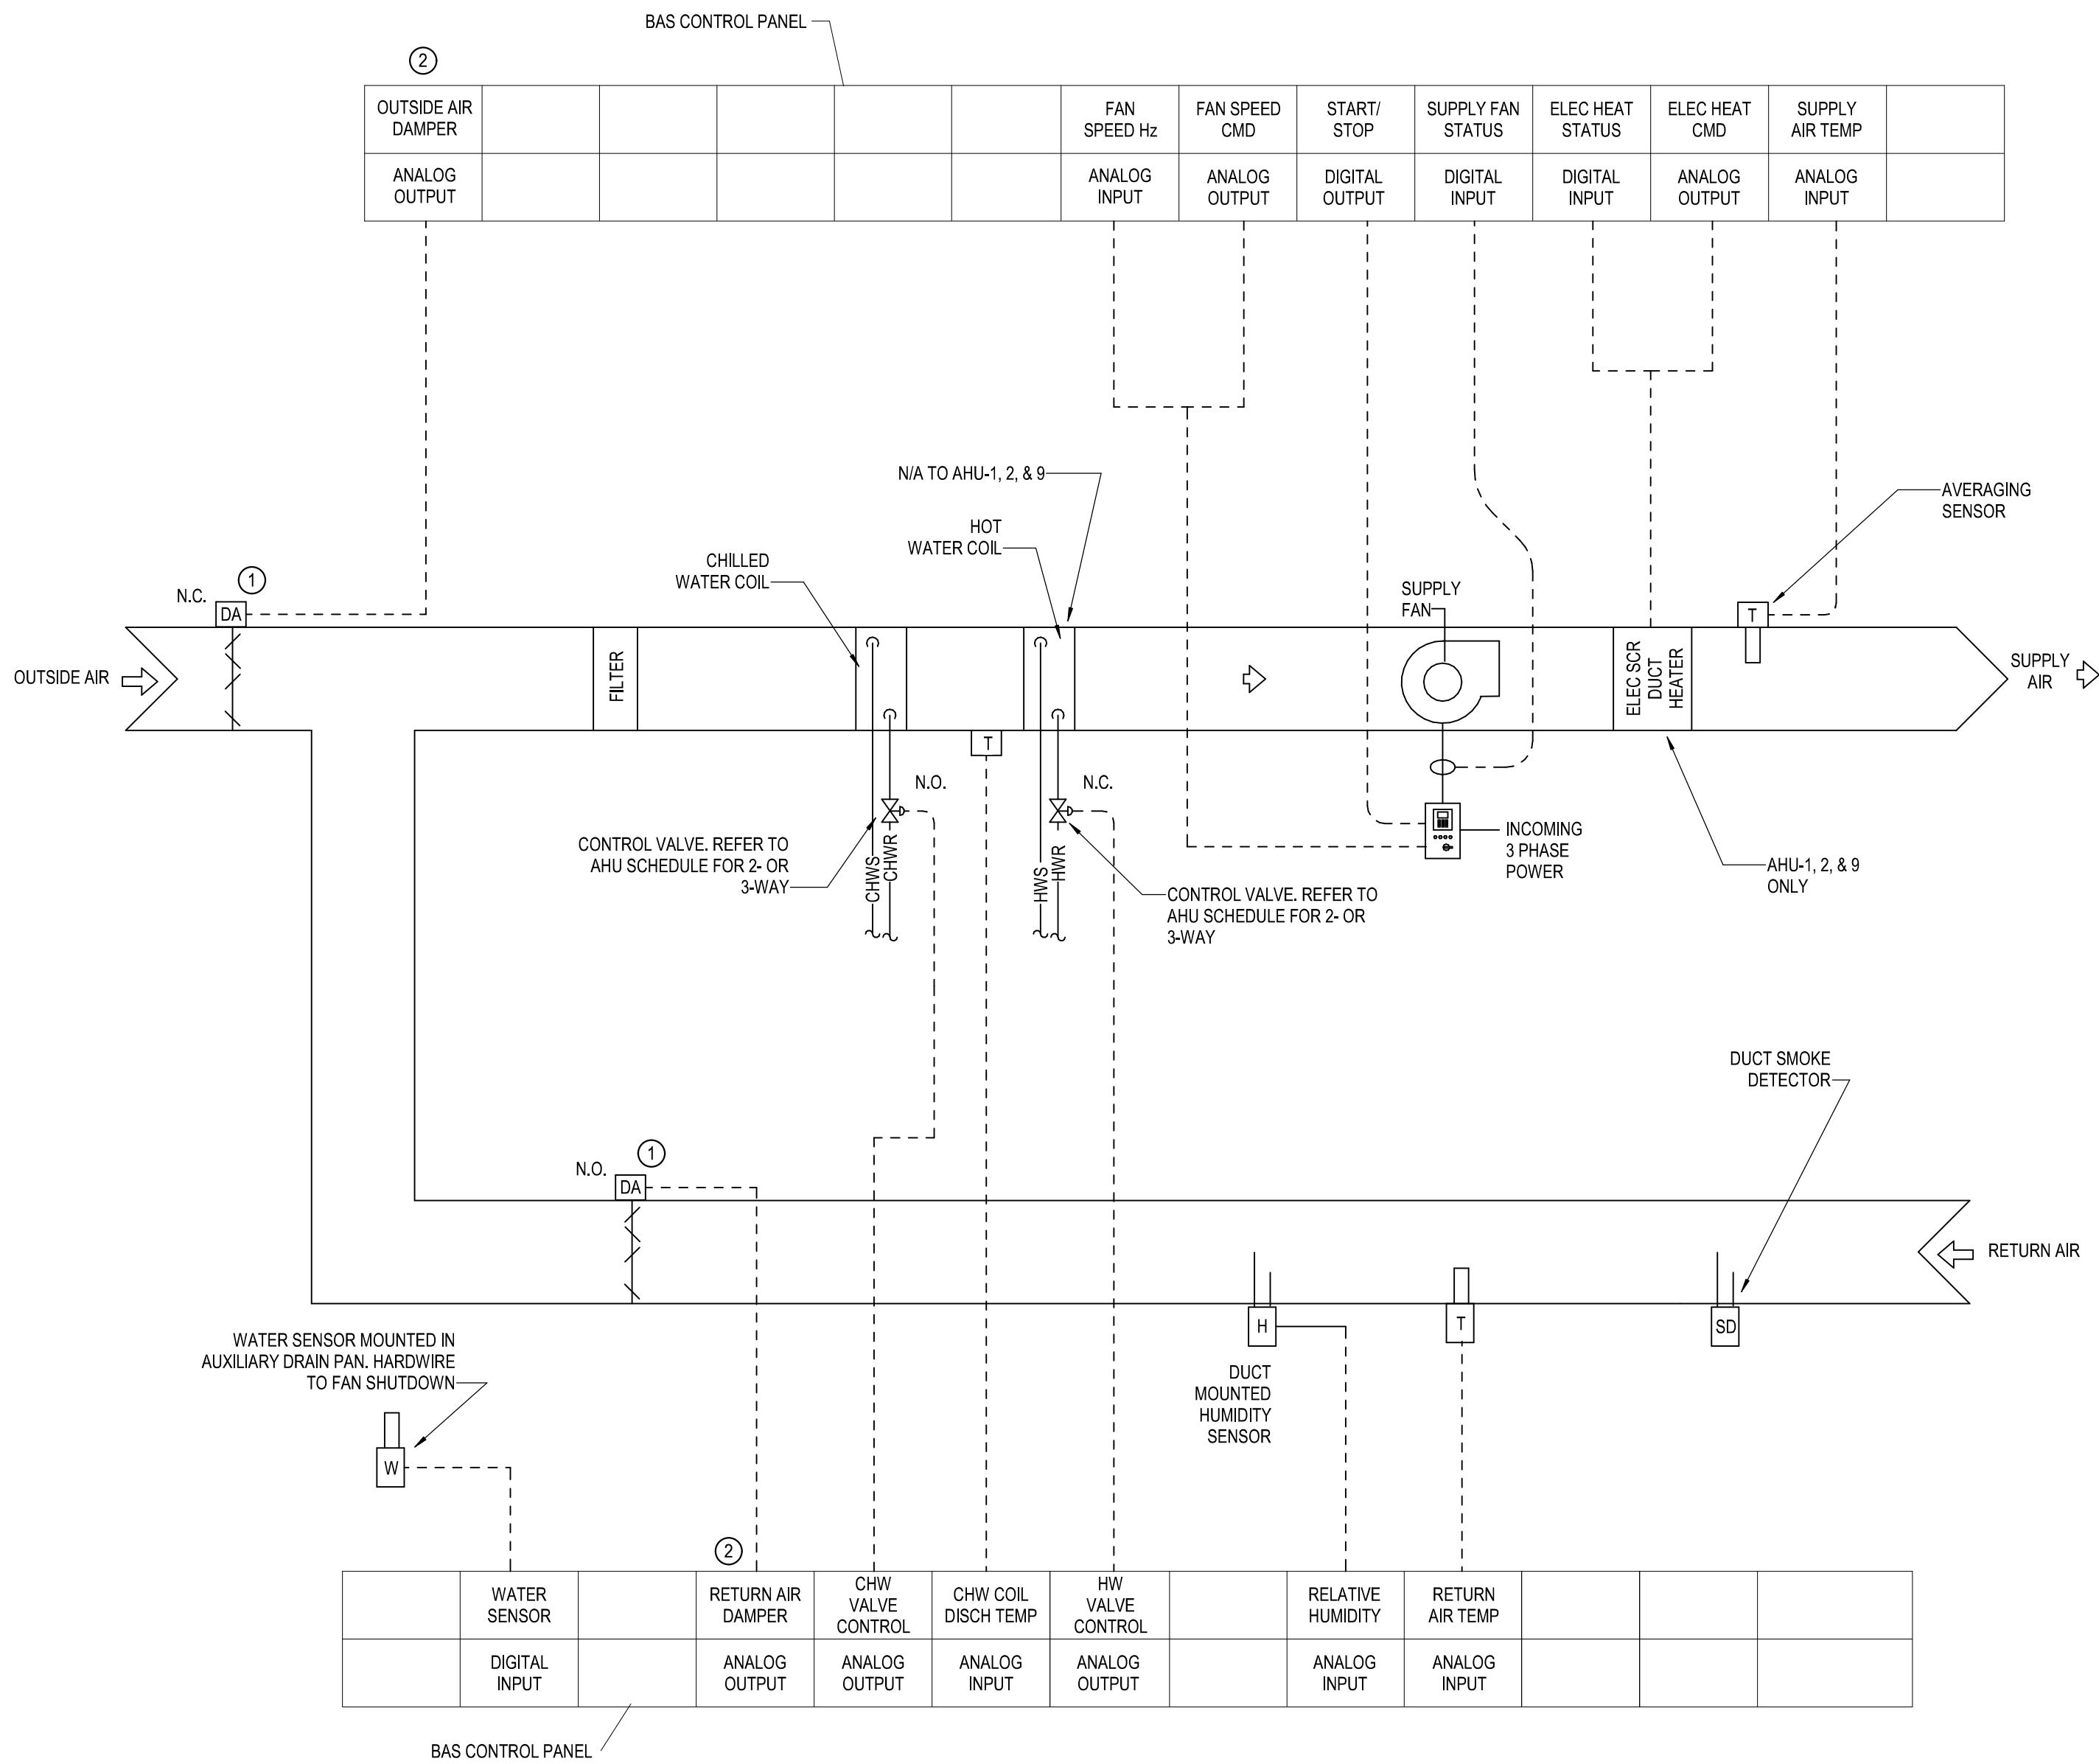 BAS CONTROL PANEL
2
OUTSIDE AIR
DAMPER
FAN
SPEED Hz
FAN SPEED
CMD
START/
STOP
SUPPLY FAN
STATUS
ELEC HEAT
STATUS
ELEC HEAT
CMD
SUPPLY
AIR TEMP
ANALOG
OUTPUT
ANALOG
INPUT
ANALOG
OUTPUT
DIGITAL
OUTPUT
DIGITAL
INPUT
DIGITAL
INPUT
ANALOG
OUTPUT
ANALOG
INPUT
N/A TO AHU-1, 2, & 9
AVERAGING
SENSOR
HOT
WATER COIL
CHILLED
WATER COIL
SUPPLY
FAN
N.C.
1
DA
T
OUTSIDE AIR
FILTER
ELEC SCR
DUCT
HEATER
SUPPLY
AIR
T
N.O.
N.C.
CONTROL VALVE. REFER TO
AHU SCHEDULE FOR 2- OR
3-WAY
CHWS
CHWR
HWS
HWR
INCOMING
3 PHASE
POWER
CONTROL VALVE. REFER TO
AHU SCHEDULE FOR 2- OR
3-WAY
AHU-1, 2, & 9
ONLY
DUCT SMOKE
DETECTOR
N.O.
1
DA
RETURN AIR
H
T
SD
WATER SENSOR MOUNTED IN
AUXILIARY DRAIN PAN. HARDWIRE
TO FAN SHUTDOWN
DUCT
MOUNTED
HUMIDITY
SENSOR
W
2
WATER
SENSOR
RETURN AIR
DAMPER
CHW
VALVE
CONTROL
CHW COIL
DISCH TEMP
HW
VALVE
CONTROL
RELATIVE
HUMIDITY
RETURN
AIR TEMP
DIGITAL
INPUT
ANALOG
OUTPUT
ANALOG
OUTPUT
ANALOG
INPUT
ANALOG
OUTPUT
ANALOG
INPUT
ANALOG
INPUT
BAS CONTROL PANEL